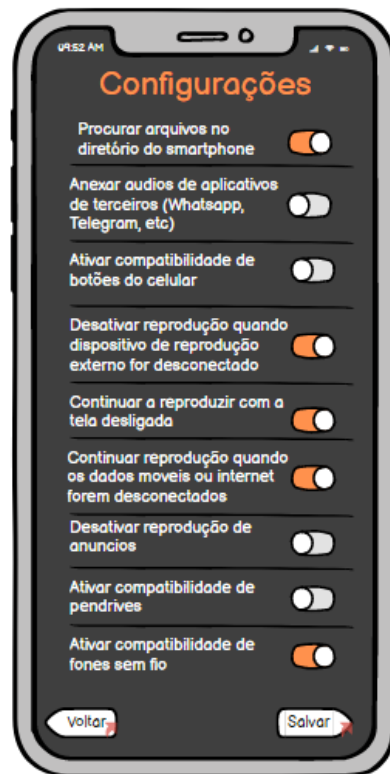 09:52 AM
Configurações
Procurar arquivos no
diretório do smartphone
Anexar audios de aplicativos
de terceiros (Whatsapp,
Telegram, etc)
Ativar compatibilidade de
botões do celular
Desativar reprodução quando
dispositivo de reprodução
externo for desconectado
Continuar a reproduzir com a
tela desligada
Continuar reprodução quando
os dados moveis ou internet
forem desconectados
Desativar reprodução de
anuncios
Ativar compatibilidade de
pendrives
Ativar compatibilidade de
fones sem fio
Voltar
Salvar